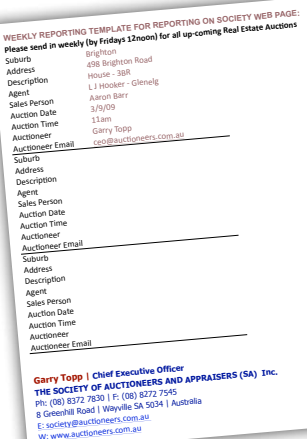 WEEKLY REPORTING TEMPLATE FOR REPORTING ON SOCIETY WEB PAGE:
Please send in weekly (by Fridays 12noon) for all up-coming Real Estate Auctions
Suburb Brighton
Address 498 Brighton Road
Description House - 3BR
Agent L J Hooker - Glenelg
Sales Person Aaron Barr
Auction Date 3/9/09
Auction Time 11am
Auctioneer Garry Topp
Auctioneer Email ceo@auctioneers.com.au
Suburb
Address
Description
Agent
Sales Person
Auction Date
Auction Time
Auctioneer
Auctioneer Email
Suburb
Address
Description
Agent
Sales Person
Auction Date
Auction Time
Auctioneer
Auctioneer Email
Garry Topp | Chief Executive Officer
THE SOCIETY OF AUCTIONEERS AND APPRAISERS (SA) Inc.
Ph: (08) 8372 7830 | F: (08) 8272 7545
8 Greenhill Road | Wayville SA 5034 | Australia
E: society@auctioneers.com.au
W: www.auctioneers.com.au